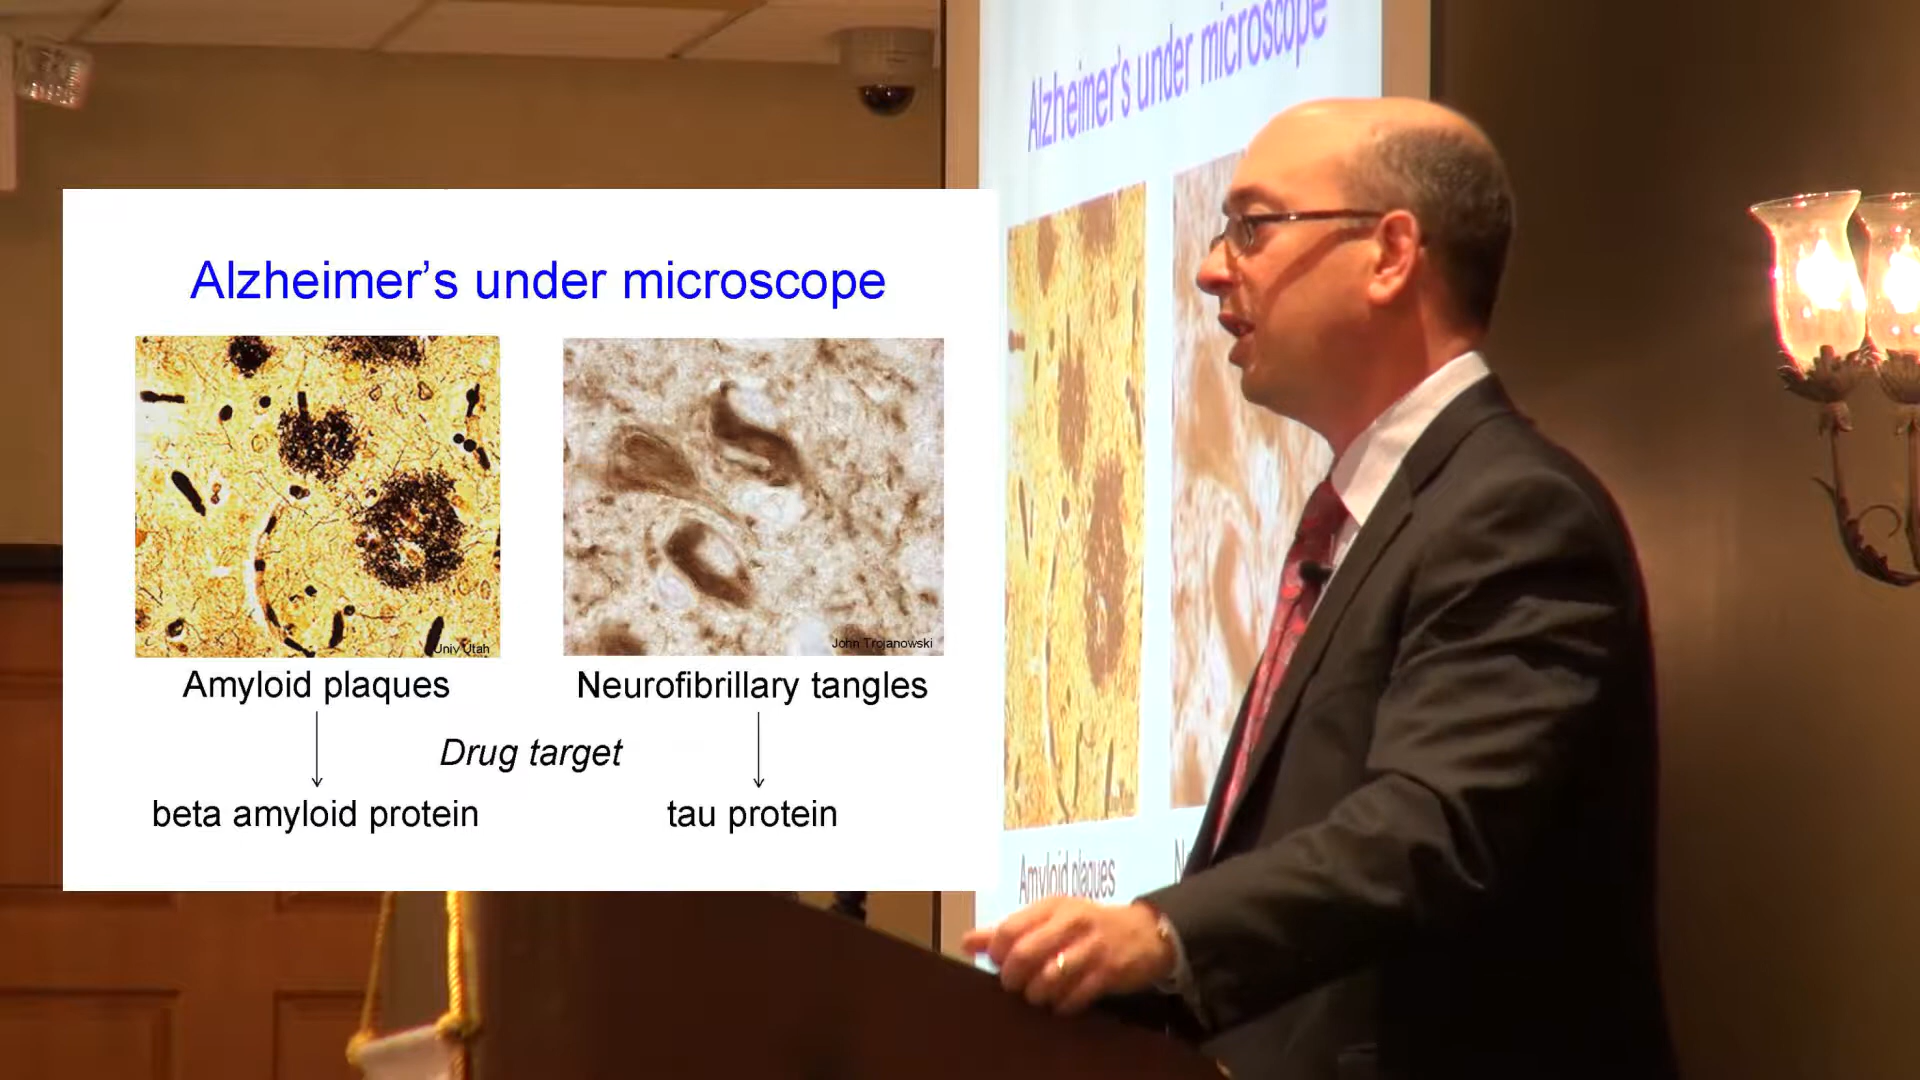 Alzheimer's under microscope
Univ Utah
John Trojanowski
Amyloid plaques
Neurofibrillary tangles
Drug target
beta amyloid protein
tau protein
Alzheimer's under microscope
Amyloid plaques